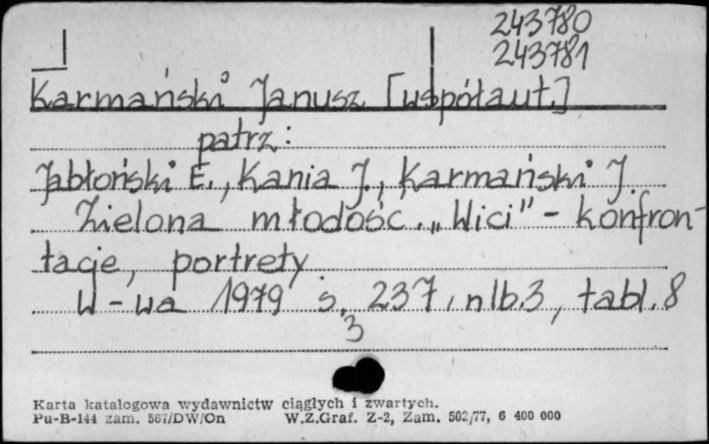 243780
243781
Karmański Janusz [współaut.]
patrz:
Jabłoński E., Kania J., Karmański J.
Zielona młodość. „Wici" - konfron-
tacje, portrety
W-wa 1979 s. 237, nlb. 3, tabl. 8
3
Karta katalogowa wydawnictw ciągłych i zwartych.
Pu-B-144 zam. 567/DW/On W.Z.Graf. Z-2, Zam. 502/77, 6 400 000